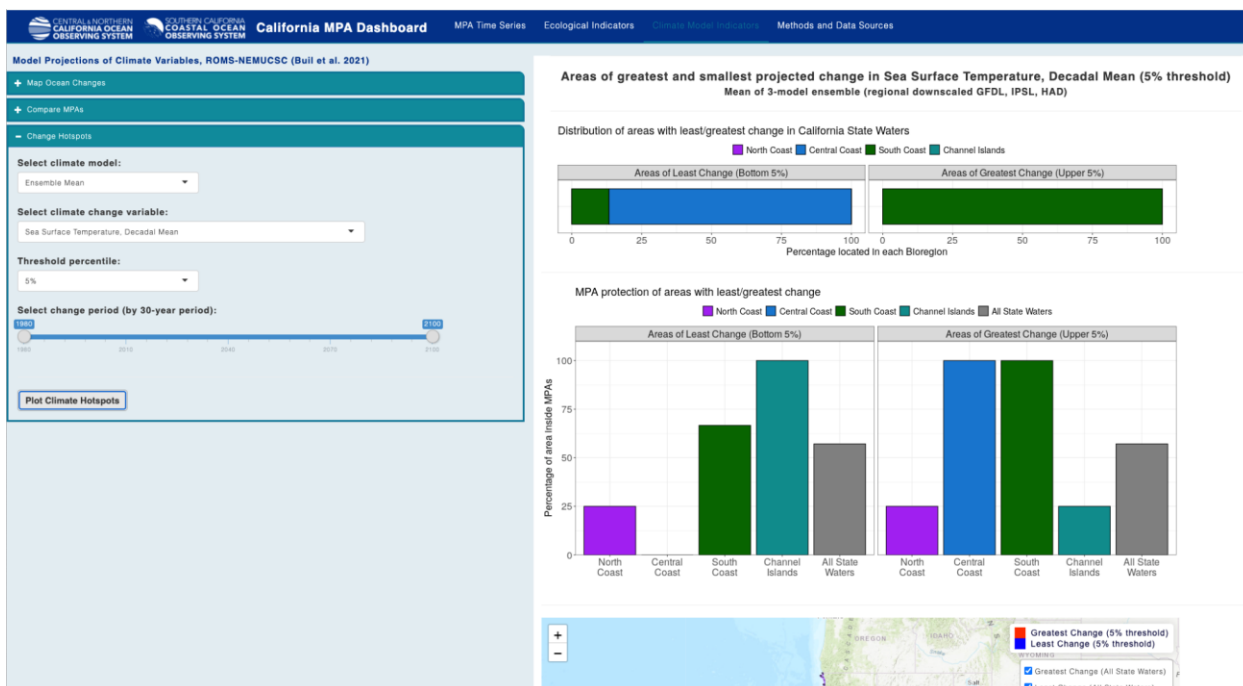 CENTRAL & NORTHERN
CALIFORNIA OCEAN
OBSERVING SYSTEM
SOUTHERN CALIFORNIA
COASTAL OCEAN
OBSERVING SYSTEM
California MPA Dashboard
MPA Time Series
Ecological Indicators
Climate Model Indicators
Methods and Data Sources
Model Projections of Climate Variables, ROMS-NEMUCSC (Buil et al. 2021)
+ Map Ocean Changes
+ Compare MPAs
− Change Hotspots
Select climate model:
Ensemble Mean
Select climate change variable:
Sea Surface Temperature, Decadal Mean
Threshold percentile:
5%
Select change period (by 30-year period):
1980 2100
1980 2010 2040 2070 2100
Plot Climate Hotspots
Areas of greatest and smallest projected change in Sea Surface Temperature, Decadal Mean (5% threshold)
Mean of 3-model ensemble (regional downscaled GFDL, IPSL, HAD)
Distribution of areas with least/greatest change in California State Waters
North Coast Central Coast South Coast Channel Islands
Areas of Least Change (Bottom 5%) Areas of Greatest Change (Upper 5%)
0 25 50 75 100 0 25 50 75 100
Percentage located in each Bioregion
MPA protection of areas with least/greatest change
North Coast Central Coast South Coast Channel Islands All State Waters
Areas of Least Change (Bottom 5%) Areas of Greatest Change (Upper 5%)
Percentage of area inside MPAs
100
75
50
25
0
North Coast Central Coast South Coast Channel Islands All State Waters
North Coast Central Coast South Coast Channel Islands All State Waters
+
−
OREGON
IDAHO
WYOMING
Greatest Change (5% threshold)
Least Change (5% threshold)
Greatest Change (All State Waters)